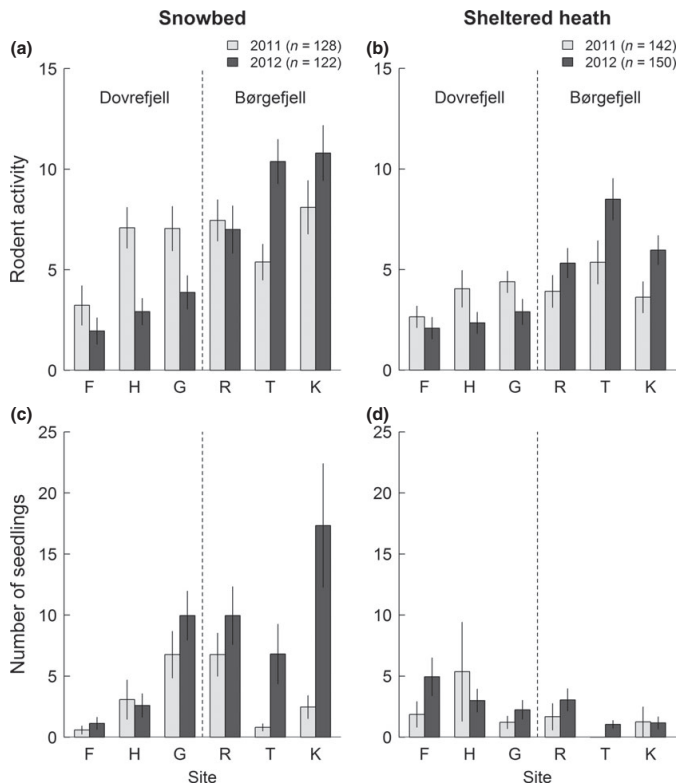 Snowbed
Sheltered heath
(a)
2011 (n = 128)
2012 (n = 122)
Dovrefjell
Børgefjell
Rodent activity
15
10
5
0
F H G R T K
(b)
2011 (n = 142)
2012 (n = 150)
Dovrefjell
Børgefjell
15
10
5
0
F H G R T K
(c)
Number of seedlings
25
20
15
10
5
0
F H G R T K
Site
(d)
25
20
15
10
5
0
F H G R T K
Site